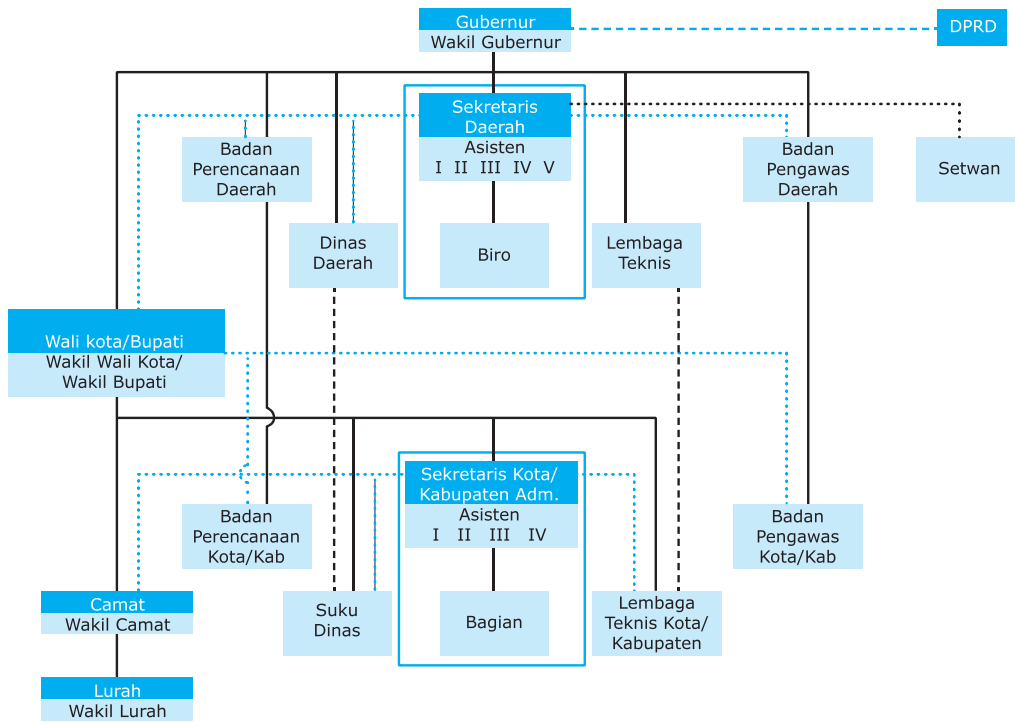 Gubernur
Wakil Gubernur
DPRD
Sekretaris
Daerah
Asisten
I II III IV V
Badan
Perencanaan
Daerah
Badan
Pengawas
Daerah
Setwan
Dinas
Daerah
Biro
Lembaga
Teknis
Wali kota/Bupati
Wakil Wali Kota/
Wakil Bupati
Sekretaris Kota/
Kabupaten Adm.
Asisten
I II III IV
Badan
Perencanaan
Kota/Kab
Badan
Pengawas
Kota/Kab
Camat
Wakil Camat
Suku
Dinas
Bagian
Lembaga
Teknis Kota/
Kabupaten
Lurah
Wakil Lurah